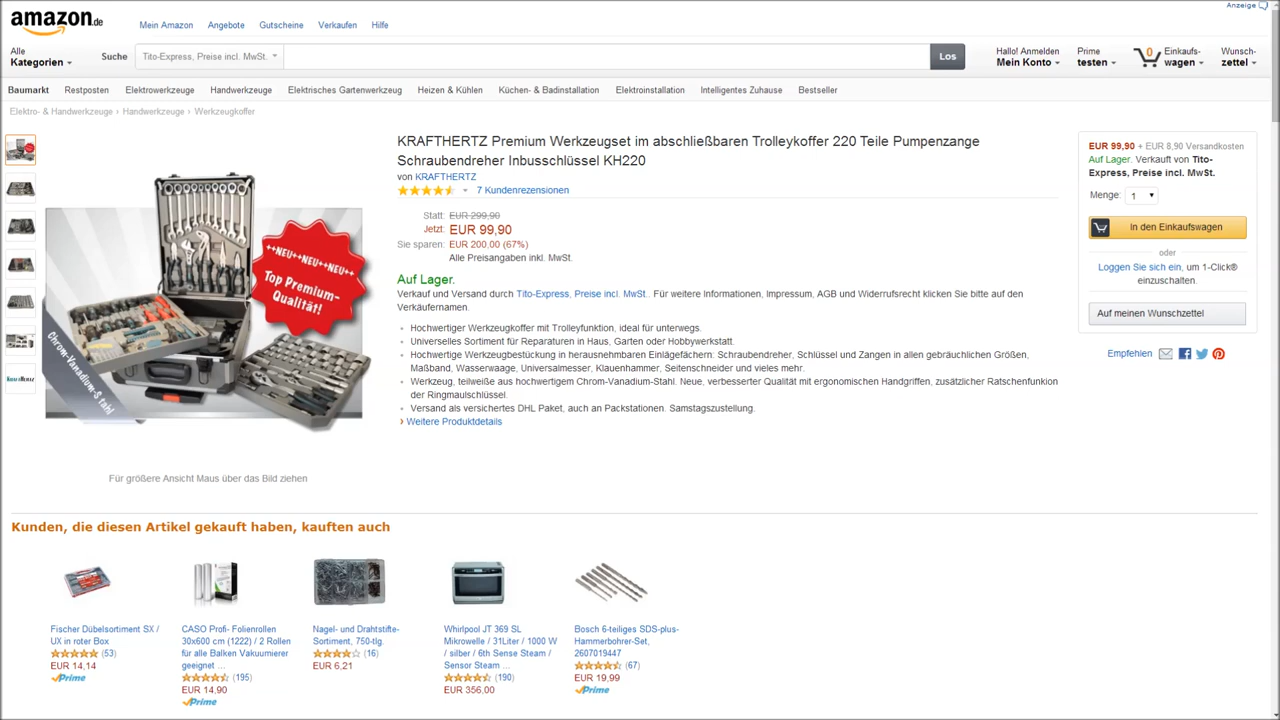 Anzeige
amazon.de
Mein Amazon Angebote Gutscheine Verkaufen Hilfe
Alle Kategorien
Suche
Tito-Express, Preise incl. MwSt.
Los
Hallo! Anmelden
Mein Konto
Prime
testen
0
Einkaufs-
wagen
Wunsch-
zettel
Baumarkt Restposten Elektrowerkzeuge Handwerkzeuge Elektrisches Gartenwerkzeug Heizen & Kühlen Küchen- & Badinstallation Elektroinstallation Intelligentes Zuhause Bestseller
Elektro- & Handwerkzeuge › Handwerkzeuge › Werkzeugkoffer
++NEU++NEU++NEU++
Top Premium-
Qualität!
Chrom-Vanadium-Stahl
Für größere Ansicht Maus über das Bild ziehen
KRAFTHERTZ Premium Werkzeugset im abschließbaren Trolleykoffer 220 Teile Pumpenzange
Schraubendreher Inbusschlüssel KH220
von KRAFTHERTZ
7 Kundenrezensionen
Statt: EUR 299,90
Jetzt: EUR 99,90
Sie sparen: EUR 200,00 (67%)
Alle Preisangaben inkl. MwSt.
Auf Lager.
Verkauf und Versand durch Tito-Express, Preise incl. MwSt.. Für weitere Informationen, Impressum, AGB und Widerrufsrecht klicken Sie bitte auf den
Verkäufernamen.
• Hochwertiger Werkzeugkoffer mit Trolleyfunktion, ideal für unterwegs.
• Universelles Sortiment für Reparaturen in Haus, Garten oder Hobbywerkstatt.
• Hochwertige Werkzeugbestückung in herausnehmbaren Einlägefächern: Schraubendreher, Schlüssel und Zangen in allen gebräuchlichen Größen,
Maßband, Wasserwaage, Universalmesser, Klauenhammer, Seitenschneider und vieles mehr.
• Werkzeug, teilweiße aus hochwertigem Chrom-Vanadium-Stahl. Neue, verbesserter Qualität mit ergonomischen Handgriffen, zusätzlicher Ratschenfunktion
der Ringmaulschlüssel.
• Versand als versichertes DHL Paket, auch an Packstationen. Samstagszustellung.
› Weitere Produktdetails
EUR 99,90 + EUR 8,90 Versandkosten
Auf Lager. Verkauft von Tito-
Express, Preise incl. MwSt.
Menge: 1
In den Einkaufswagen
oder
Loggen Sie sich ein, um 1-Click®
einzuschalten.
Auf meinen Wunschzettel
Empfehlen
Kunden, die diesen Artikel gekauft haben, kauften auch
Fischer Dübelsortiment SX /
UX in roter Box
(53)
EUR 14,14
Prime
CASO Profi- Folienrollen
30x600 cm (1222) / 2 Rollen
für alle Balken Vakuumierer
geeignet ...
(195)
EUR 14,90
Prime
Nagel- und Drahtstifte-
Sortiment, 750-tlg.
(16)
EUR 6,21
Whirlpool JT 369 SL
Mikrowelle / 31Liter / 1000 W
/ silber / 6th Sense Steam /
Sensor Steam ...
(190)
EUR 356,00
Bosch 6-teiliges SDS-plus-
Hammerbohrer-Set,
2607019447
(67)
EUR 19,99
Prime